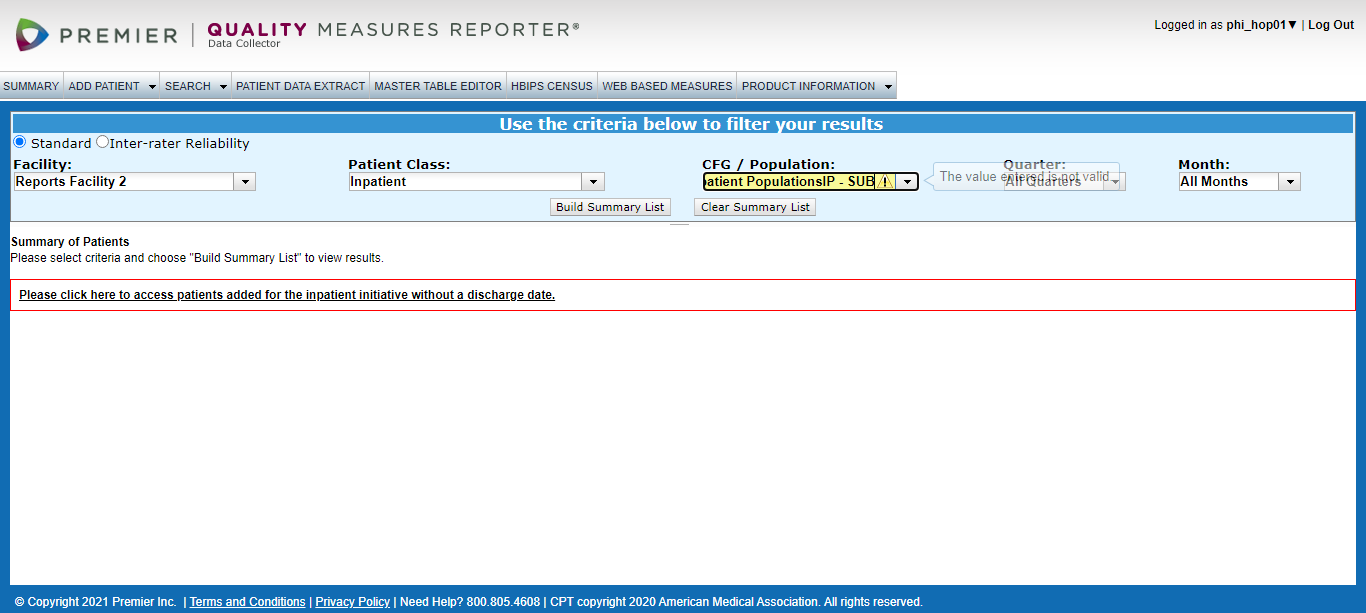 PREMIER QUALITY MEASURES REPORTER®
Data Collector
Logged in as phi_hop01▼ | Log Out
SUMMARY ADD PATIENT SEARCH PATIENT DATA EXTRACT MASTER TABLE EDITOR HBIPS CENSUS WEB BASED MEASURES PRODUCT INFORMATION
Use the criteria below to filter your results
Standard Inter-rater Reliability
Facility: Patient Class: CFG / Population: Quarter: Month:
Reports Facility 2 Inpatient atient PopulationsIP - SUB The value entered is not valid All Quarters All Months
Build Summary List Clear Summary List
Summary of Patients
Please select criteria and choose "Build Summary List" to view results.
Please click here to access patients added for the inpatient initiative without a discharge date.
© Copyright 2021 Premier Inc. | Terms and Conditions | Privacy Policy | Need Help? 800.805.4608 | CPT copyright 2020 American Medical Association. All rights reserved.